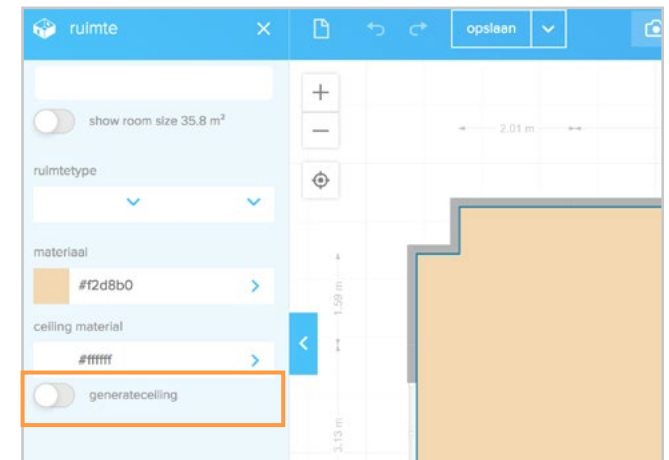 ruimte
opslaan
show room size 35.8 m²
ruimtetype
materiaal
#f2d8b0
ceiling material
#ffffff
generateceiling
2.01 m
1.59 m
3.13 m